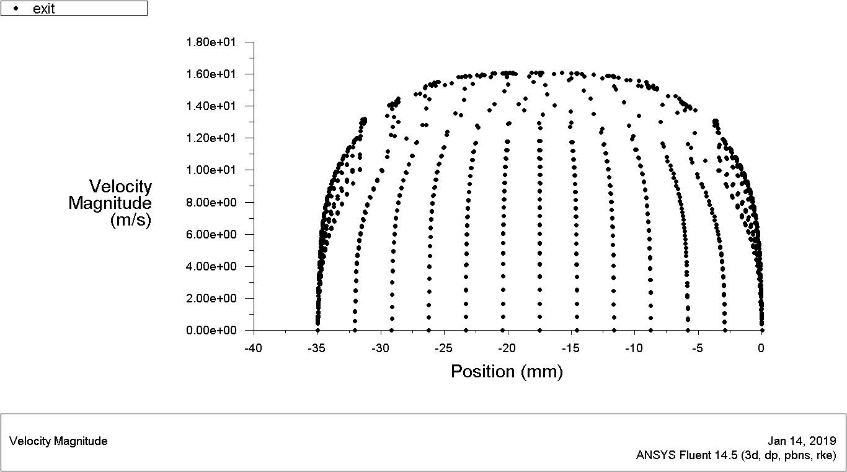 exit
1.80e+01
1.60e+01
1.40e+01
1.20e+01
1.00e+01
8.00e+00
6.00e+00
4.00e+00
2.00e+00
0.00e+00
Velocity
Magnitude
(m/s)
-40 -35 -30 -25 -20 -15 -10 -5 0
Position (mm)
Velocity Magnitude
Jan 14, 2019
ANSYS Fluent 14.5 (3d, dp, pbns, rke)